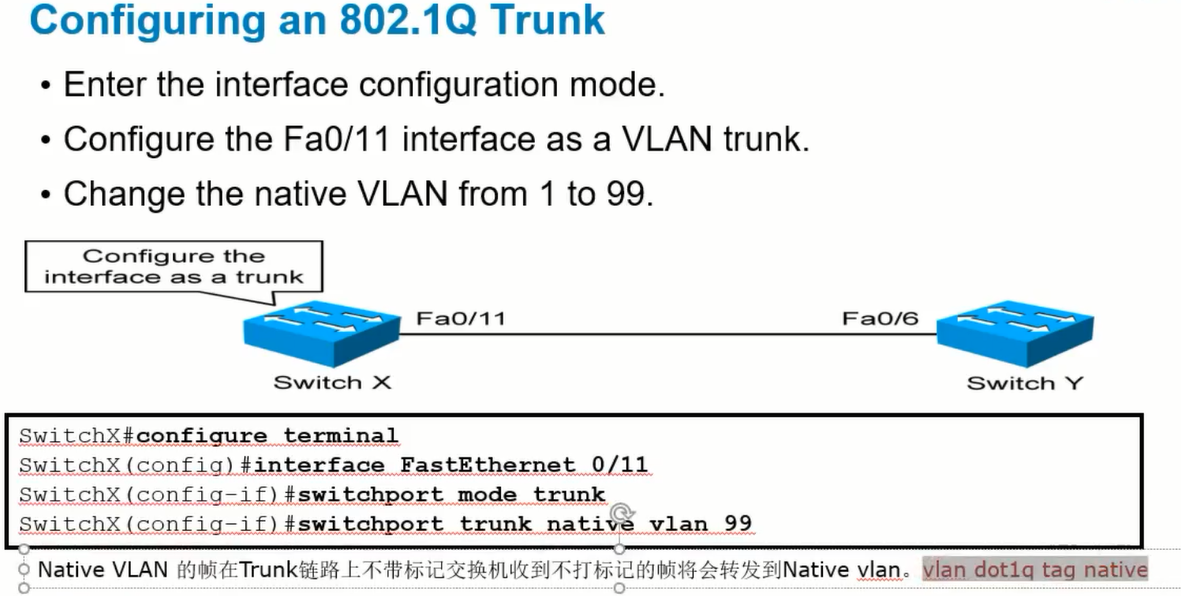 Configuring an 802.1Q Trunk
• Enter the interface configuration mode.
• Configure the Fa0/11 interface as a VLAN trunk.
• Change the native VLAN from 1 to 99.
Configure the
interface as a trunk
Fa0/11
Fa0/6
Switch X
Switch Y
SwitchX#configure terminal
SwitchX(config)#interface FastEthernet 0/11
SwitchX(config-if)#switchport mode trunk
SwitchX(config-if)#switchport trunk native vlan 99
Native VLAN 的帧在Trunk链路上不带标记交换机收到不打标记的帧将会转发到Native vlan。vlan dot1q tag native